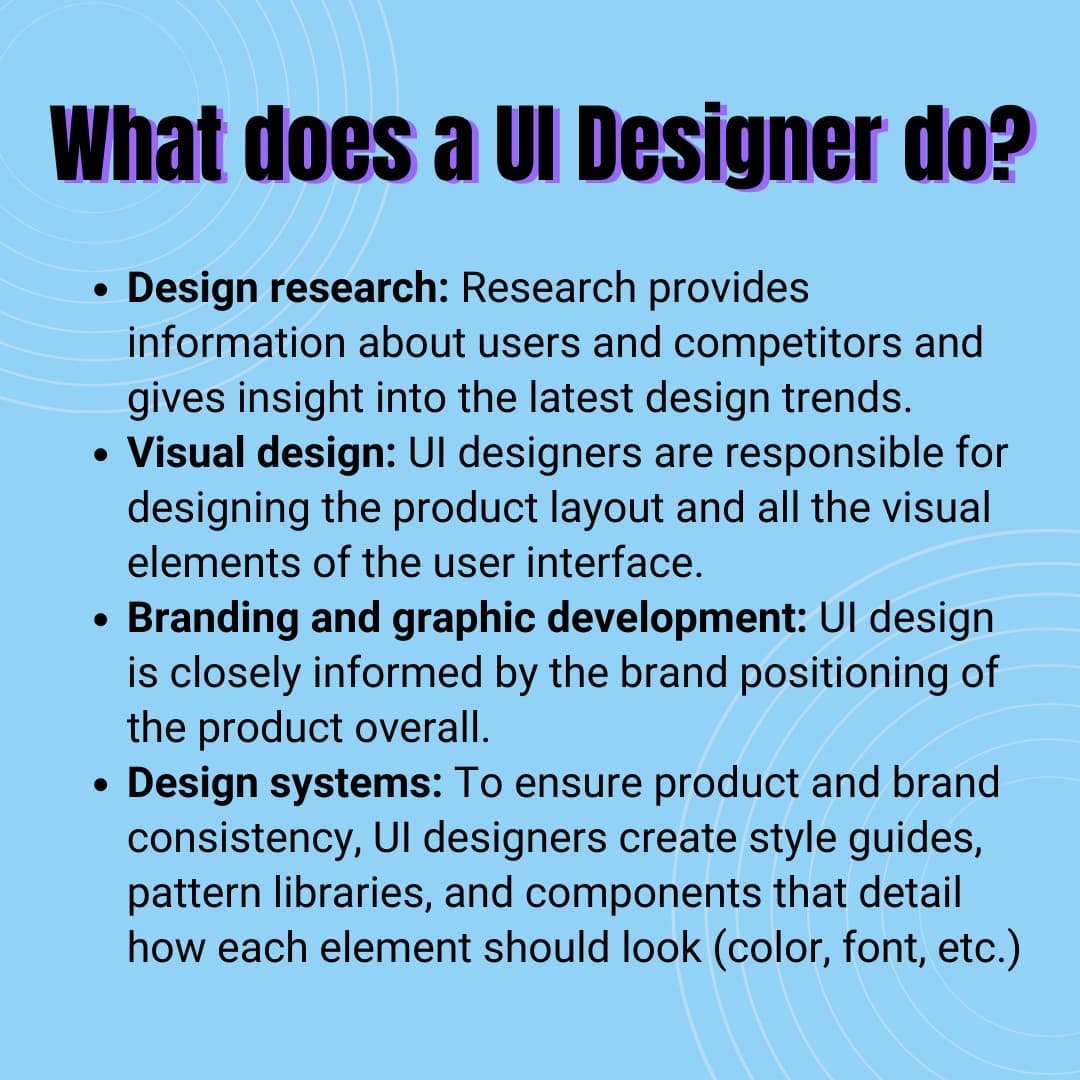 What does a UI Designer do?
• Design research: Research provides
information about users and competitors and
gives insight into the latest design trends.
• Visual design: UI designers are responsible for
designing the product layout and all the visual
elements of the user interface.
• Branding and graphic development: UI design
is closely informed by the brand positioning of
the product overall.
• Design systems: To ensure product and brand
consistency, UI designers create style guides,
pattern libraries, and components that detail
how each element should look (color, font, etc.)